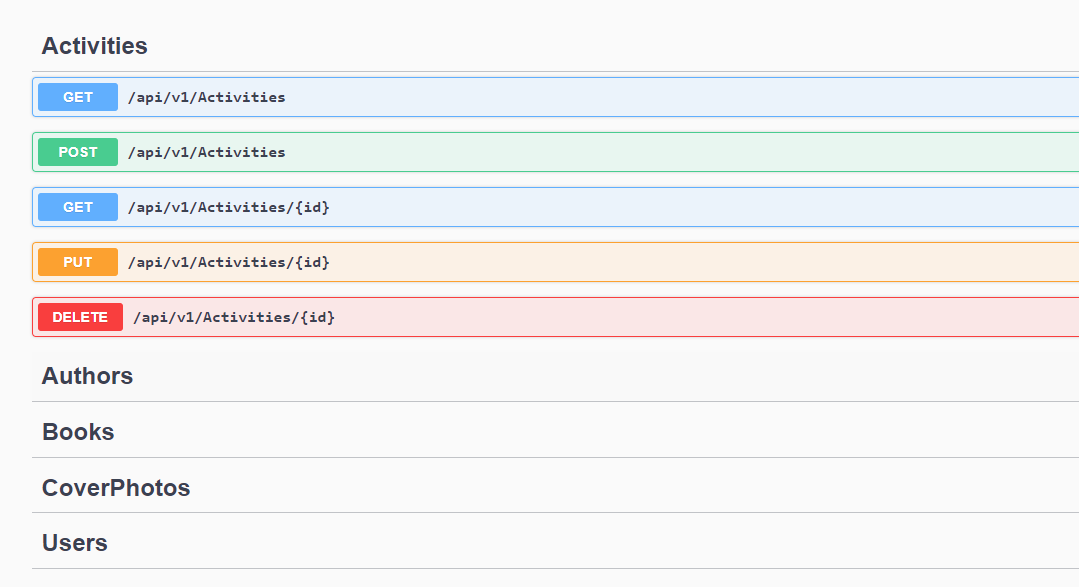 Activities
GET /api/v1/Activities
POST /api/v1/Activities
GET /api/v1/Activities/{id}
PUT /api/v1/Activities/{id}
DELETE /api/v1/Activities/{id}
Authors
Books
CoverPhotos
Users